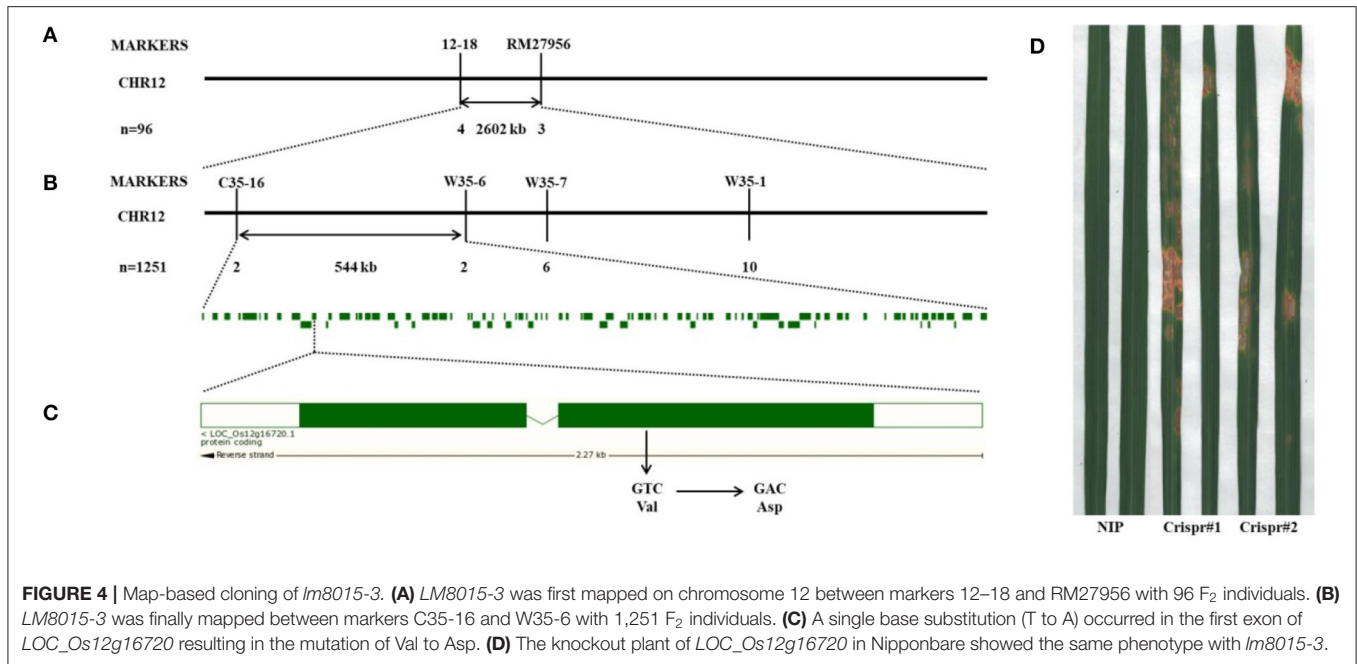 A
MARKERS 12-18 RM27956
CHR12
n=96 4 2602 kb 3
B
MARKERS C35-16 W35-6 W35-7 W35-1
CHR12
n=1251 2 544 kb 2 6 10
C
< LOC_Os12g16720.1
protein coding
Reverse strand 2.27 kb
GTC GAC
Val Asp
D
NIP Crispr#1 Crispr#2
FIGURE 4 | Map-based cloning of lm8015-3. (A) LM8015-3 was first mapped on chromosome 12 between markers 12–18 and RM27956 with 96 F2 individuals. (B)
LM8015-3 was finally mapped between markers C35-16 and W35-6 with 1,251 F2 individuals. (C) A single base substitution (T to A) occurred in the first exon of
LOC_Os12g16720 resulting in the mutation of Val to Asp. (D) The knockout plant of LOC_Os12g16720 in Nipponbare showed the same phenotype with lm8015-3.